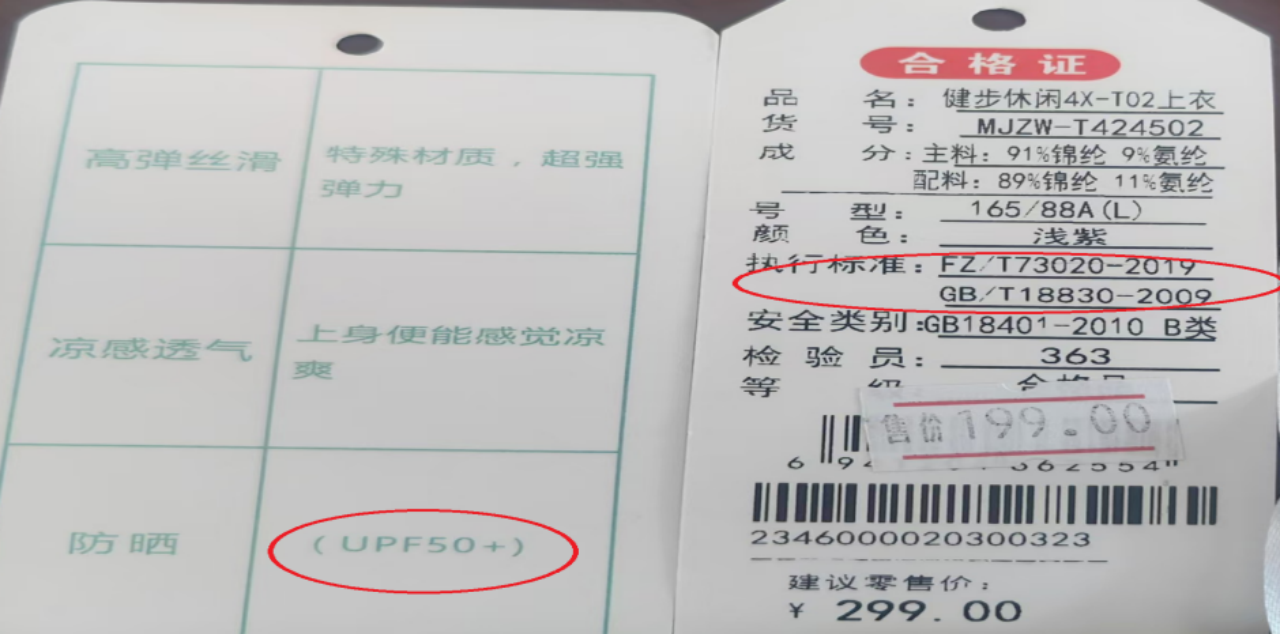 高弹丝滑
特殊材质，超强
弹力
凉感透气
上身便能感觉凉
爽
防晒
(UPF50+)
合格证
品名：健步休闲4X-T02上衣
货号：MJZW-T424502
成分：主料：91%锦纶 9%氨纶
配料：89%锦纶 11%氨纶
号型：165/88A(L)
颜色：浅紫
执行标准：FZ/T73020-2019
GB/T18830-2009
安全类别：GB18401-2010 B类
检验员：363
等级：合格品
售价199.00
23460000020300323
建议零售价：
¥ 299.00